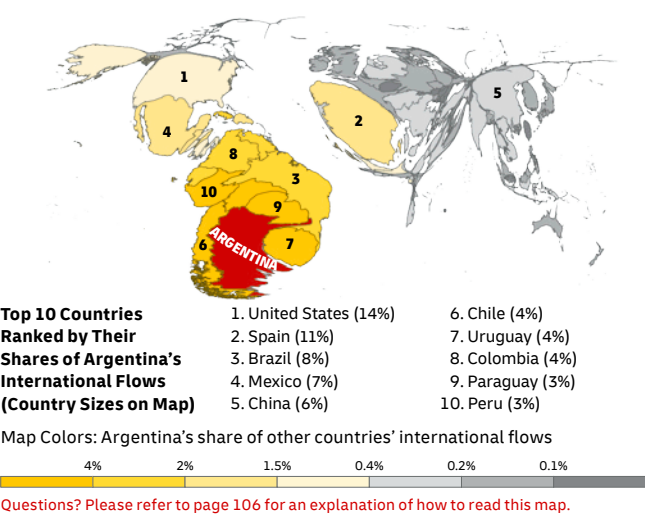 1
2
5
4
8
3
10
9
6
ARGENTINA
7
Top 10 Countries
Ranked by Their
Shares of Argentina's
International Flows
(Country Sizes on Map)
1. United States (14%)
2. Spain (11%)
3. Brazil (8%)
4. Mexico (7%)
5. China (6%)
6. Chile (4%)
7. Uruguay (4%)
8. Colombia (4%)
9. Paraguay (3%)
10. Peru (3%)
Map Colors: Argentina's share of other countries' international flows
4% 2% 1.5% 0.4% 0.2% 0.1%
Questions? Please refer to page 106 for an explanation of how to read this map.